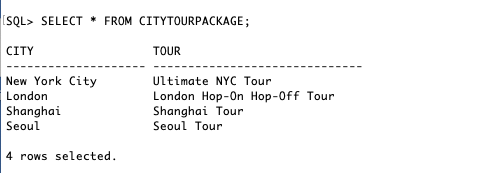 SQL> SELECT * FROM CITYTOURPACKAGE;
CITY TOUR
-------------------- ------------------------------
New York City Ultimate NYC Tour
London London Hop-On Hop-Off Tour
Shanghai Shanghai Tour
Seoul Seoul Tour
4 rows selected.